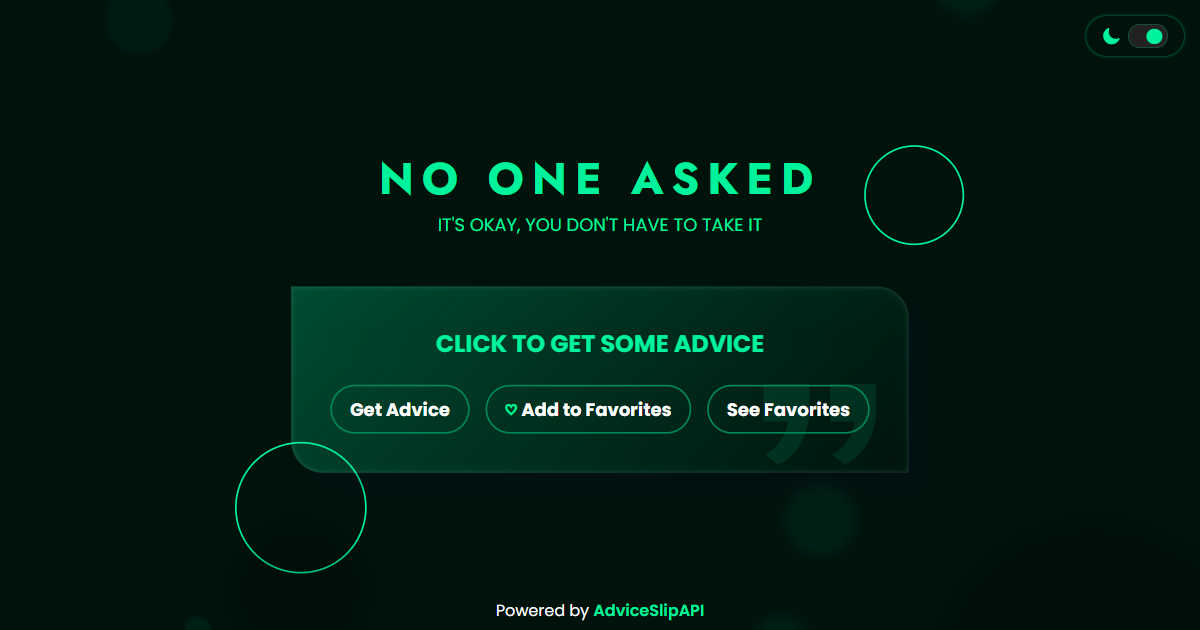 NO ONE ASKED
IT'S OKAY, YOU DON'T HAVE TO TAKE IT
CLICK TO GET SOME ADVICE
Get Advice
Add to Favorites
See Favorites
Powered by AdviceSlipAPI